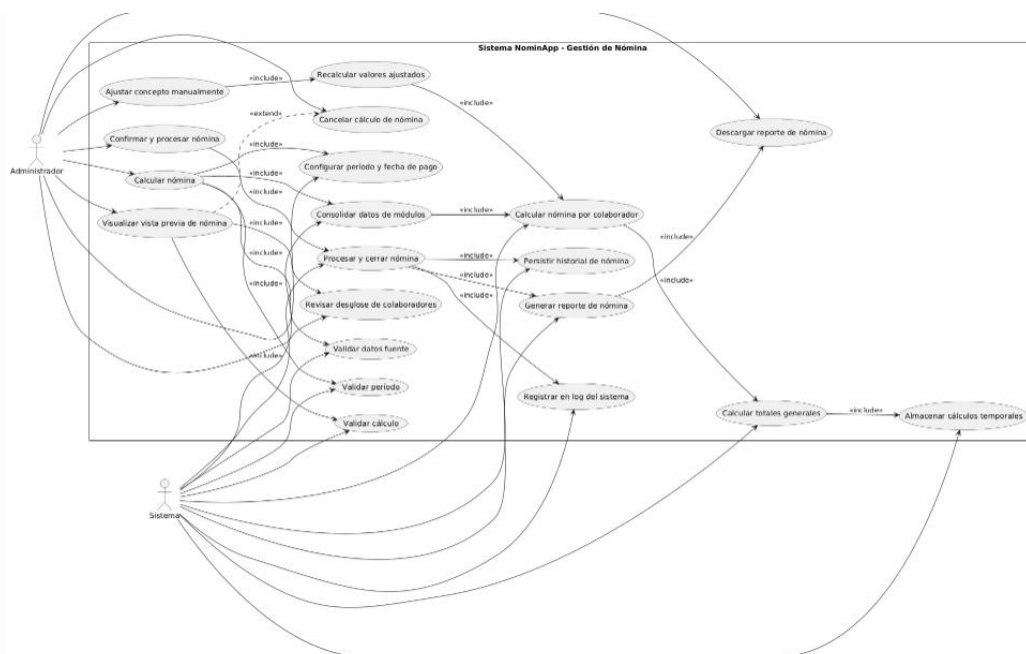 Sistema NominApp - Gestión de Nómina
Recalcular valores ajustados
«include»
Ajustar concepto manualmente
«include»
«extend»
Cancelar cálculo de nómina
Descargar reporte de nómina
Confirmar y procesar nómina
«include»
Administrador
Configurar período y fecha de pago
«include»
Calcular nómina
«include»
Consolidar datos de módulos
«include»
Calcular nómina por colaborador
Visualizar vista previa de nómina
«include»
«include»
«include»
Procesar y cerrar nómina
«include»
Persistir historial de nómina
«include»
«include»
«include»
«include»
Revisar desglose de colaboradores
Generar reporte de nómina
Validar datos fuente
«include»
Validar período
Registrar en log del sistema
Calcular totales generales
«include»
Almacenar cálculos temporales
Validar cálculo
Sistema